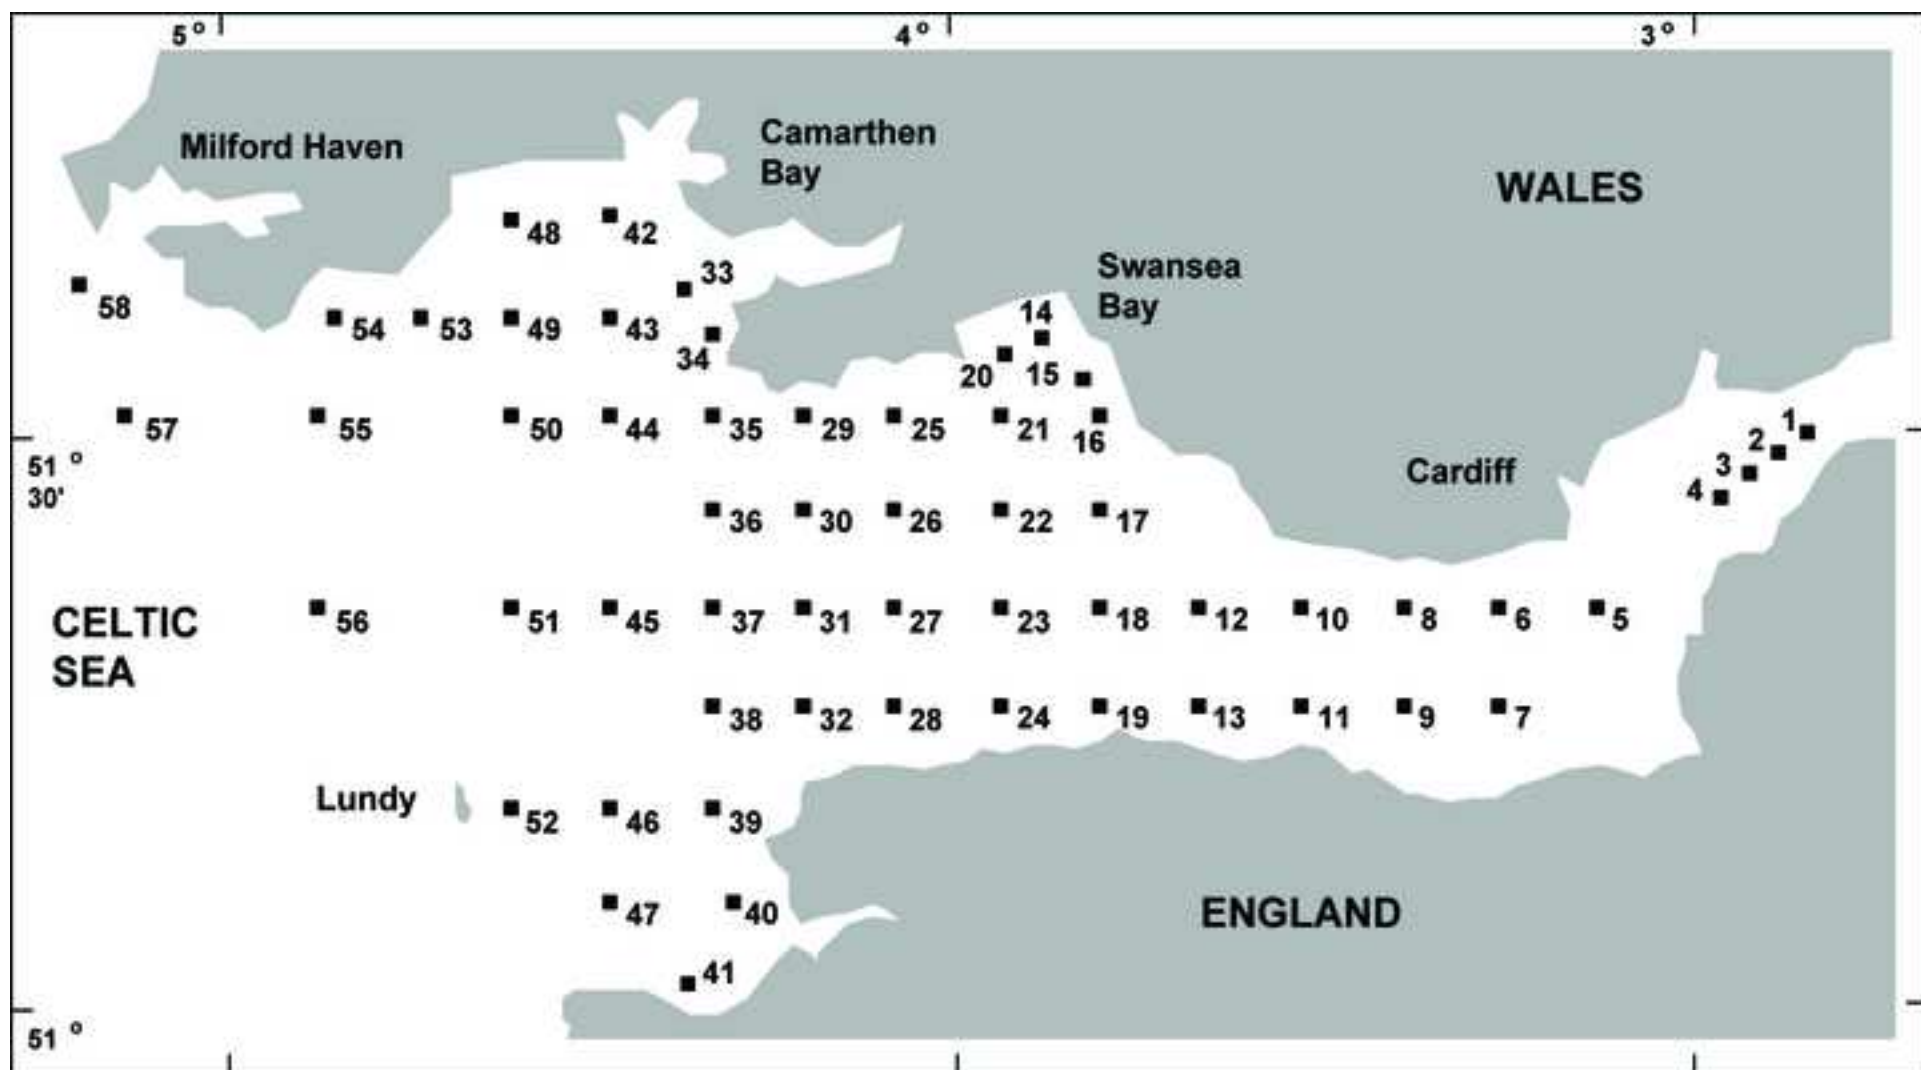 5° 4° 3°
Milford Haven
Camarthen
Bay
WALES
48 42
33
Swansea
Bay
58
14
54 53 49 43
34
20 15
57 55 50 44 35 29 25 21 16
1
2
3
4
51°
30'
Cardiff
36 30 26 22 17
CELTIC
SEA
56 51 45 37 31 27 23 18 12 10 8 6 5
38 32 28 24 19 13 11 9 7
Lundy
52 46 39
47 40
ENGLAND
41
51°